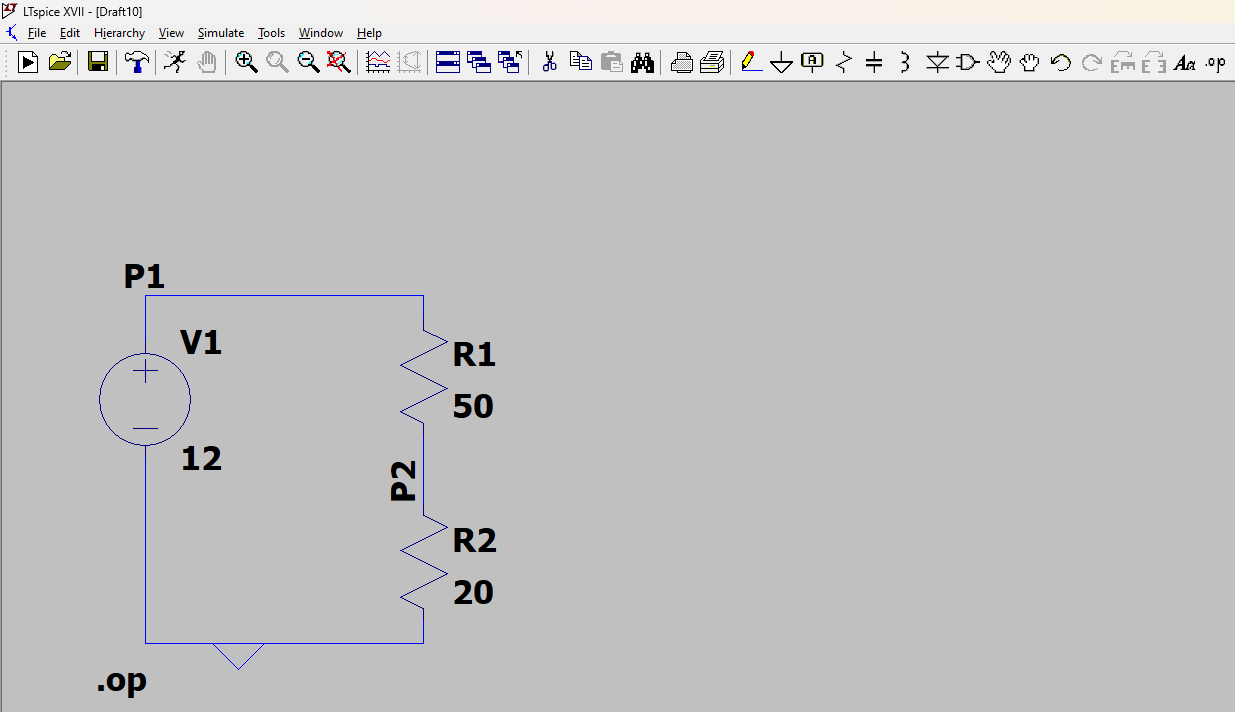 LTspice XVII - [Draft10]
File Edit Hierarchy View Simulate Tools Window Help
A Aa .op
P1
V1
R1
50
12
P2
R2
20
.op